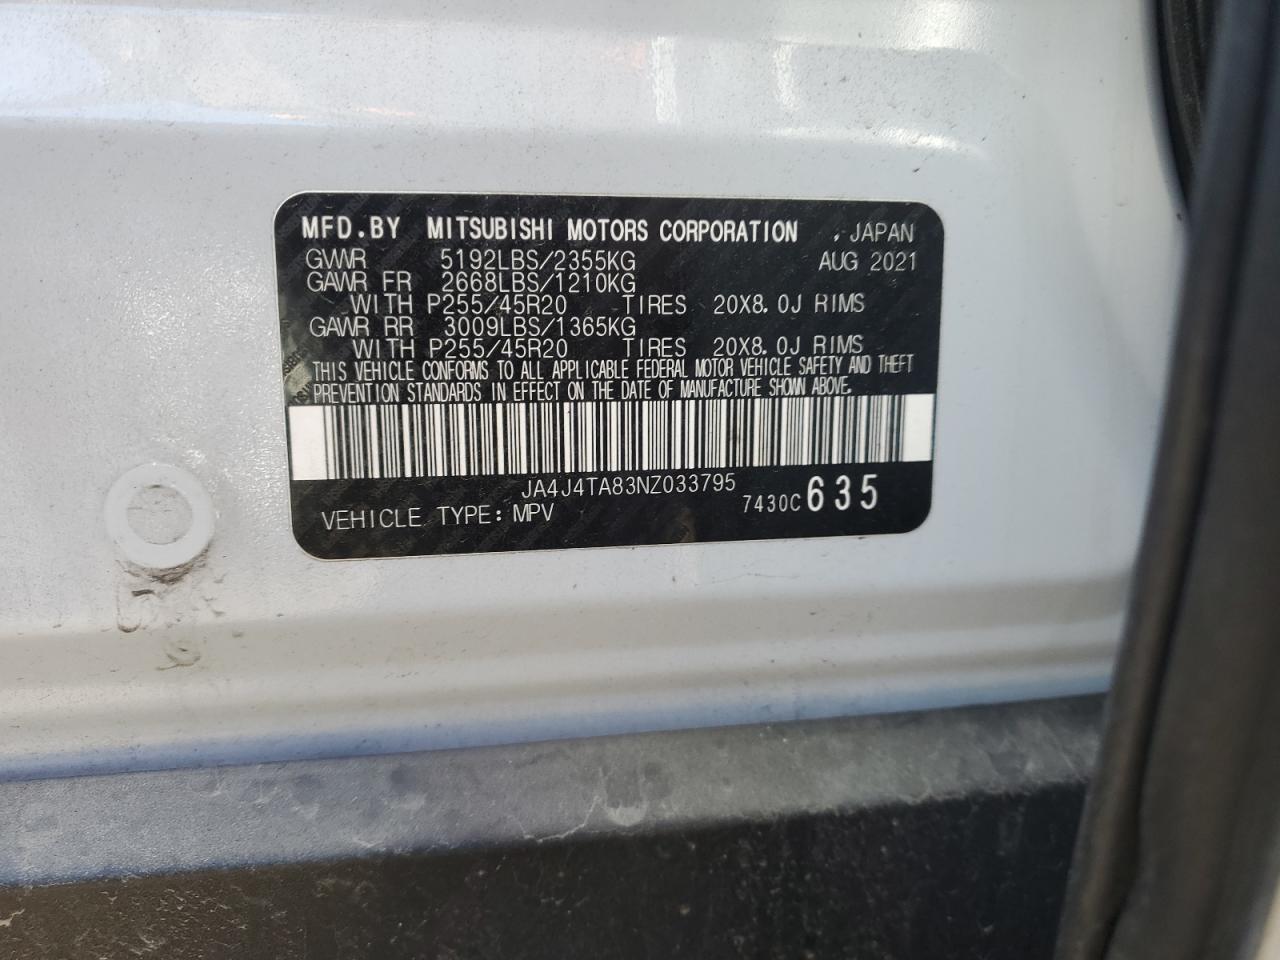 MFD.BY MITSUBISHI MOTORS CORPORATION , JAPAN
GVWR 5192LBS/2355KG AUG 2021
GAWR FR 2668LBS/1210KG
WITH P255/45R20 TIRES 20X8.0J RIMS
GAWR RR 3009LBS/1365KG
WITH P255/45R20 TIRES 20X8.0J RIMS
THIS VEHICLE CONFORMS TO ALL APPLICABLE FEDERAL MOTOR VEHICLE SAFETY AND THEFT
PREVENTION STANDARDS IN EFFECT ON THE DATE OF MANUFACTURE SHOWN ABOVE.
JA4J4TA83NZ033795
VEHICLE TYPE: MPV 7430C 635